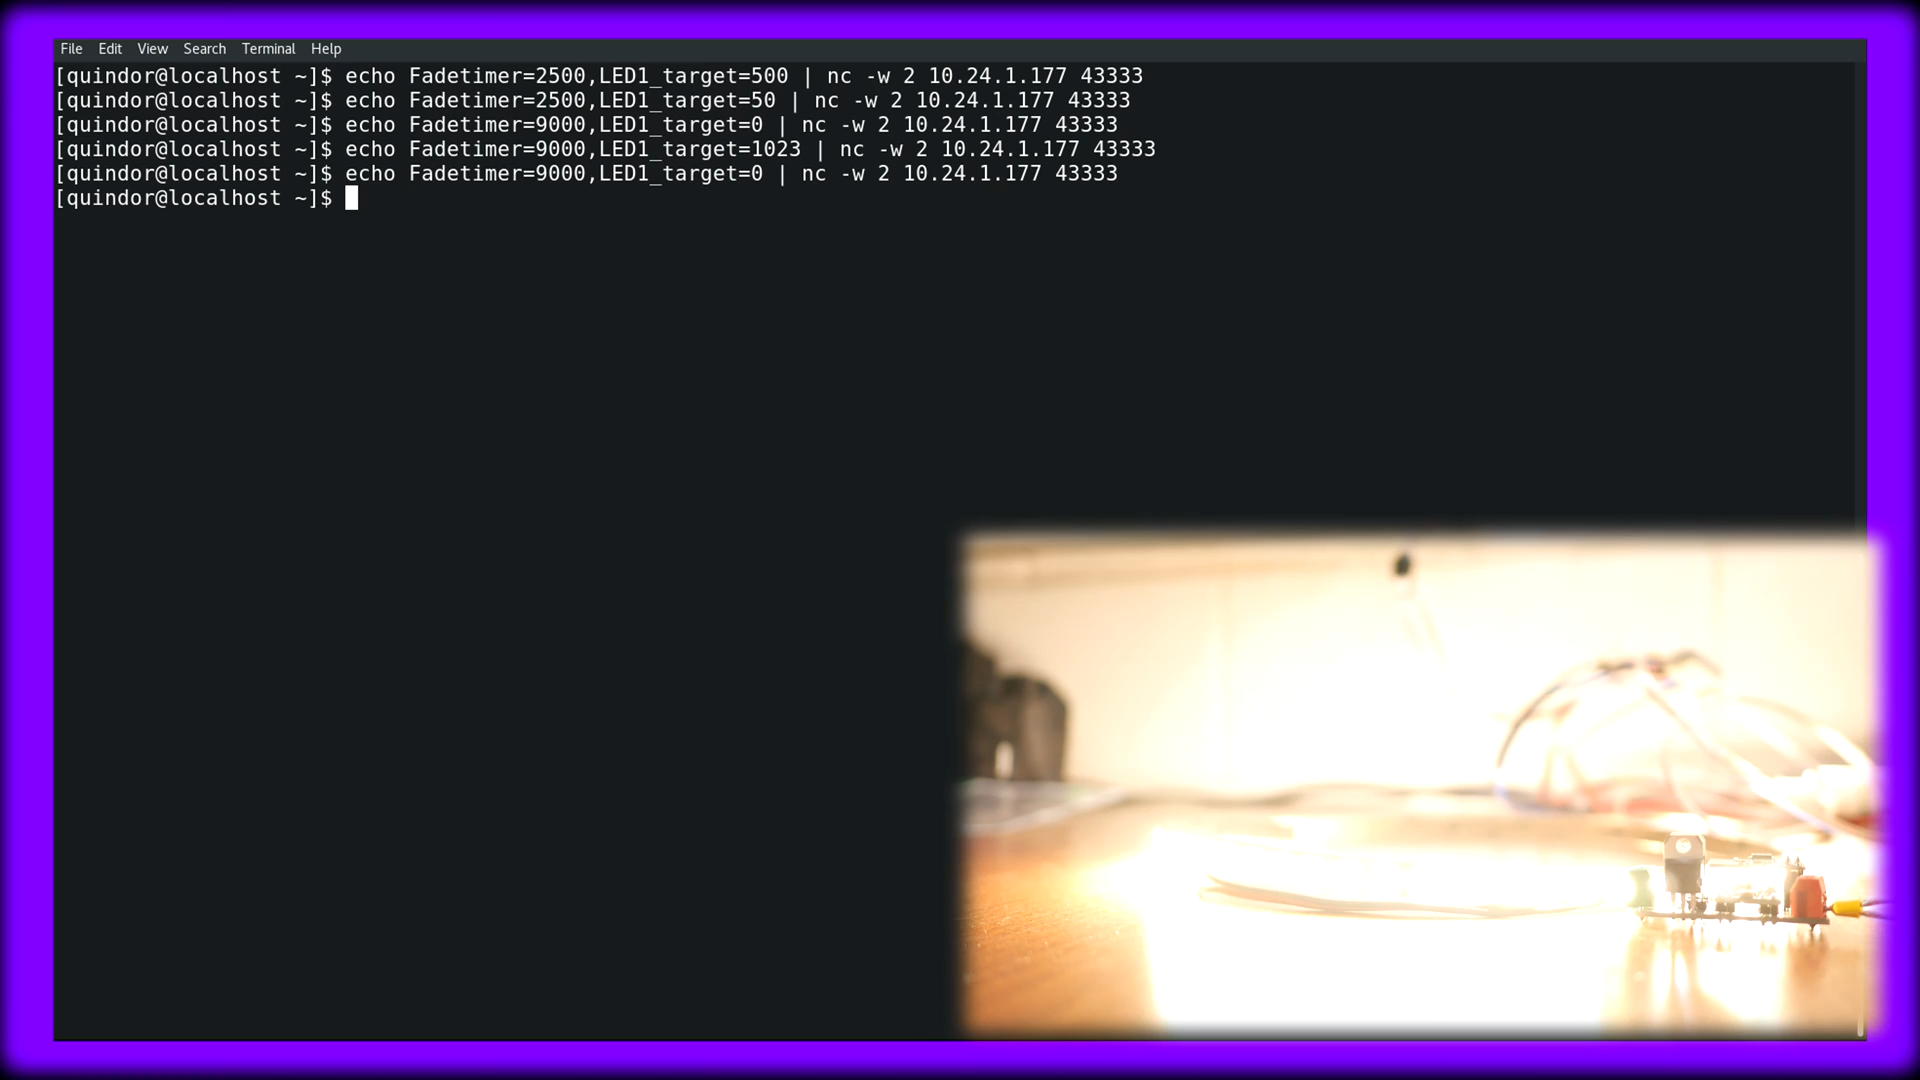 File Edit View Search Terminal Help
[quindor@localhost ~]$ echo Fadetimer=2500,LED1_target=500 | nc -w 2 10.24.1.177 43333
[quindor@localhost ~]$ echo Fadetimer=2500,LED1_target=50 | nc -w 2 10.24.1.177 43333
[quindor@localhost ~]$ echo Fadetimer=9000,LED1_target=0 | nc -w 2 10.24.1.177 43333
[quindor@localhost ~]$ echo Fadetimer=9000,LED1_target=1023 | nc -w 2 10.24.1.177 43333
[quindor@localhost ~]$ echo Fadetimer=9000,LED1_target=0 | nc -w 2 10.24.1.177 43333
[quindor@localhost ~]$